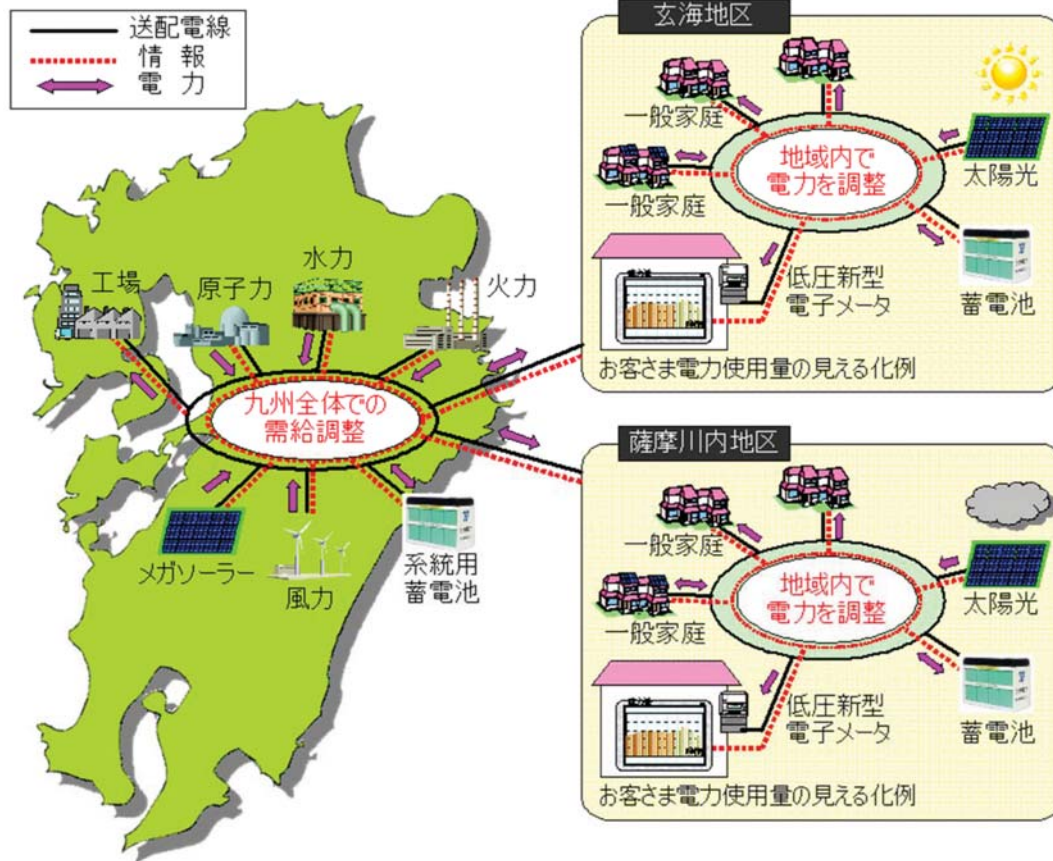 送配電線
情 報
電 力
工場
原子力
水力
火力
九州全体での
需給調整
メガソーラー
風力
系統用
蓄電池
玄海地区
一般家庭
一般家庭
地域内で
電力を調整
太陽光
低圧新型
電子メータ
蓄電池
お客さま電力使用量の見える化例
薩摩川内地区
一般家庭
一般家庭
地域内で
電力を調整
太陽光
低圧新型
電子メータ
蓄電池
お客さま電力使用量の見える化例